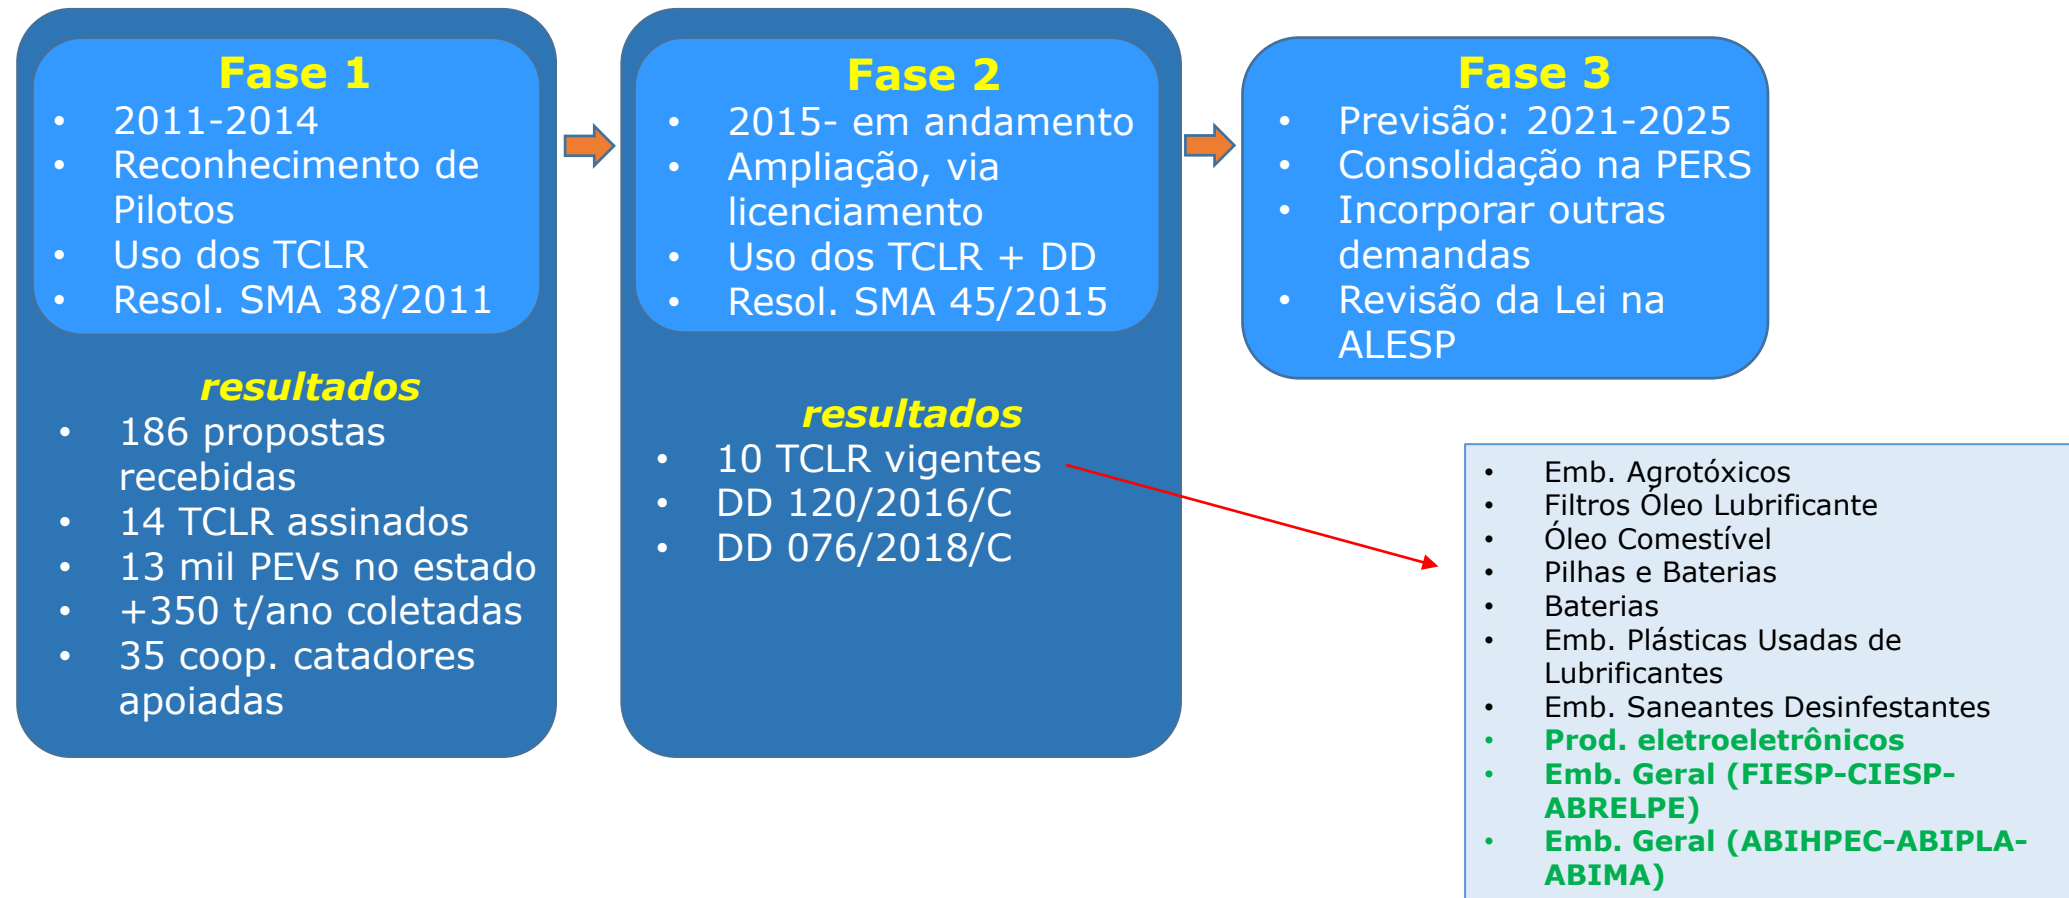 Fase 1
• 2011-2014
• Reconhecimento de
Pilotos
• Uso dos TCLR
• Resol. SMA 38/2011
resultados
• 186 propostas
recebidas
• 14 TCLR assinados
• 13 mil PEVs no estado
• +350 t/ano coletadas
• 35 coop. catadores
apoiadas
Fase 2
• 2015- em andamento
• Ampliação, via
licenciamento
• Uso dos TCLR + DD
• Resol. SMA 45/2015
resultados
• 10 TCLR vigentes
• DD 120/2016/C
• DD 076/2018/C
Fase 3
• Previsão: 2021-2025
• Consolidação na PERS
• Incorporar outras
demandas
• Revisão da Lei na
ALESP
• Emb. Agrotóxicos
• Filtros Óleo Lubrificante
• Óleo Comestível
• Pilhas e Baterias
• Baterias
• Emb. Plásticas Usadas de
Lubrificantes
• Emb. Saneantes Desinfestantes
• Prod. eletroeletrônicos
• Emb. Geral (FIESP-CIESP-
ABRELPE)
• Emb. Geral (ABIHPEC-ABIPLA-
ABIMA)